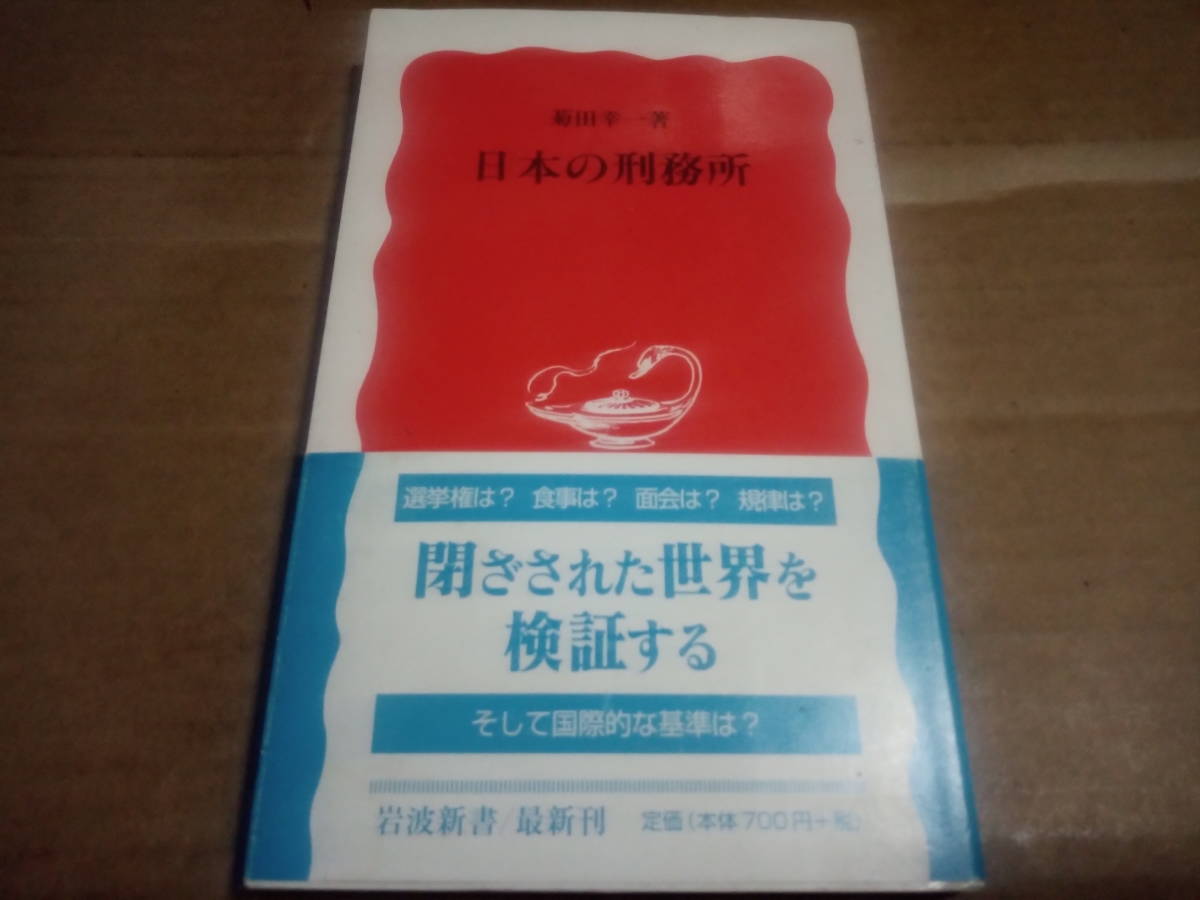 菊田幸一著
日本の刑務所
選挙権は? 食事は? 面会は? 規律は?
閉ざされた世界を
検証する
そして国際的な基準は?
岩波新書/最新刊 定価(本体700円+税)